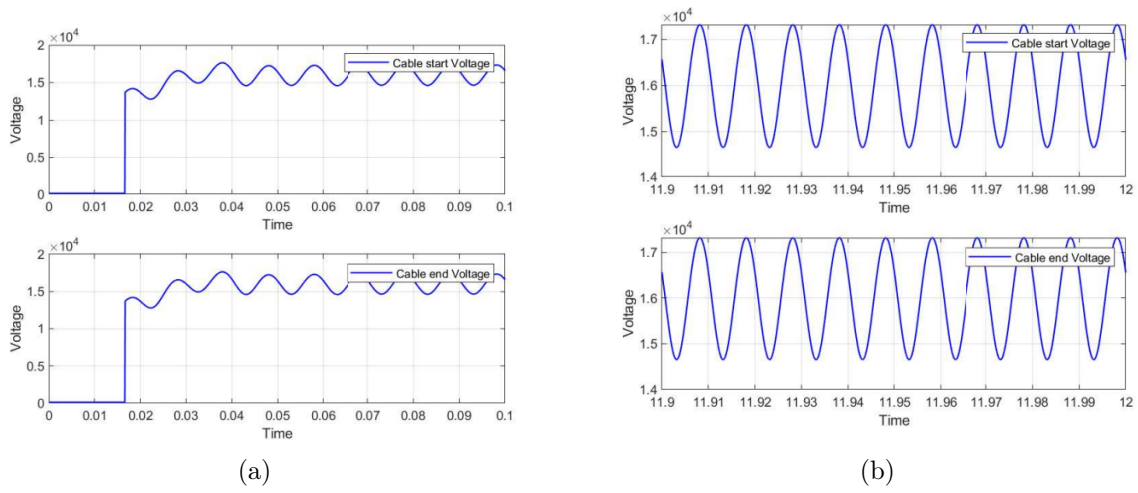 ×10⁴
2
1.5
1
0.5
0
Voltage
Cable start Voltage
0 0.01 0.02 0.03 0.04 0.05 0.06 0.07 0.08 0.09 0.1
Time
×10⁴
2
1.5
1
0.5
0
Voltage
Cable end Voltage
0 0.01 0.02 0.03 0.04 0.05 0.06 0.07 0.08 0.09 0.1
Time
(a)
×10⁴
1.7
1.6
1.5
1.4
Voltage
Cable start Voltage
11.9 11.91 11.92 11.93 11.94 11.95 11.96 11.97 11.98 11.99 12
Time
×10⁴
1.7
1.6
1.5
1.4
Voltage
Cable end Voltage
11.9 11.91 11.92 11.93 11.94 11.95 11.96 11.97 11.98 11.99 12
Time
(b)